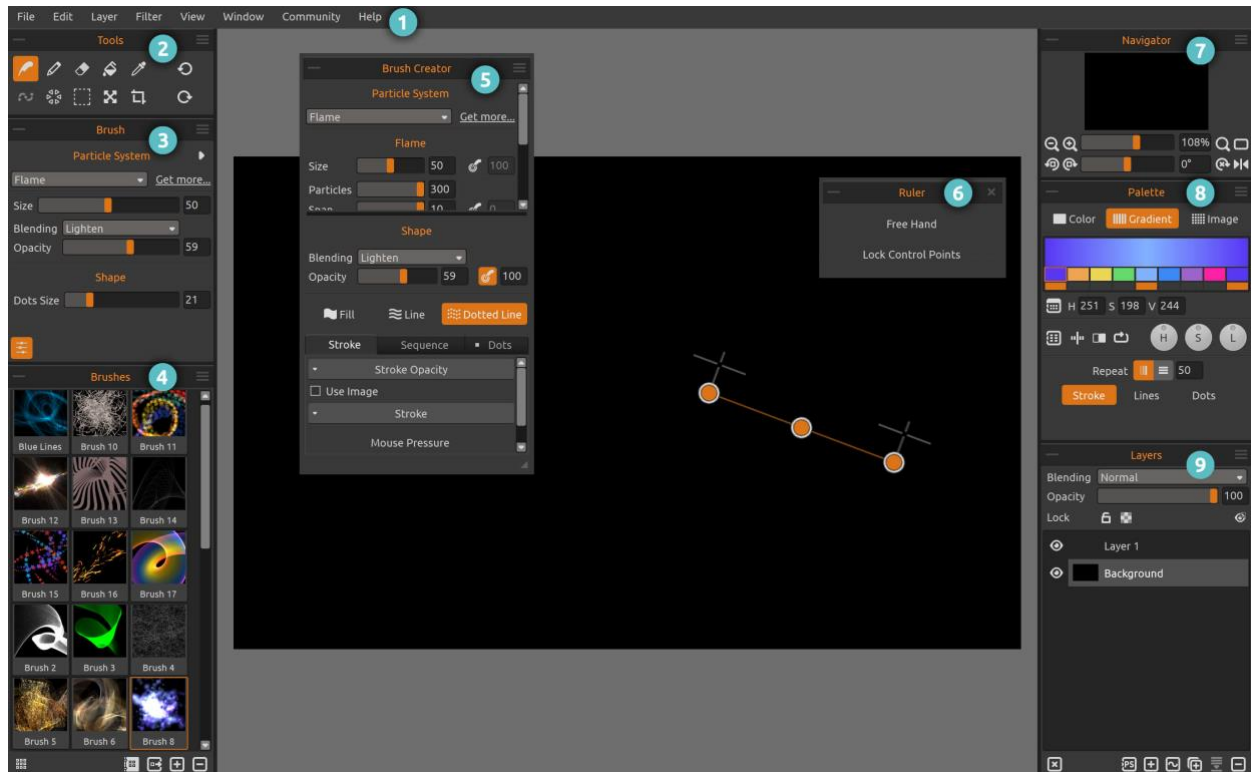 File Edit Layer Filter View Window Community Help
1
Tools
2
Brush
3
Particle System
Flame Get more...
Size 50
Blending Lighten
Opacity 59
Shape
Dots Size 21
Brushes
4
Blue Lines Brush 10 Brush 11
Brush 12 Brush 13 Brush 14
Brush 15 Brush 16 Brush 17
Brush 2 Brush 3 Brush 4
Brush 5 Brush 6 Brush 8
Brush Creator
5
Particle System
Flame Get more...
Flame
Size 50 100
Particles 300
Span 10 0
Shape
Blending Lighten
Opacity 59 100
Fill Line Dotted Line
Stroke Sequence Dots
Stroke Opacity
Use Image
Stroke
Mouse Pressure
Ruler
6
Free Hand
Lock Control Points
Navigator
7
108%
0°
Palette
8
Color Gradient Image
H 251 S 198 V 244
H S L
Repeat 50
Stroke Lines Dots
Layers
9
Blending Normal
Opacity 100
Lock
Layer 1
Background
PS